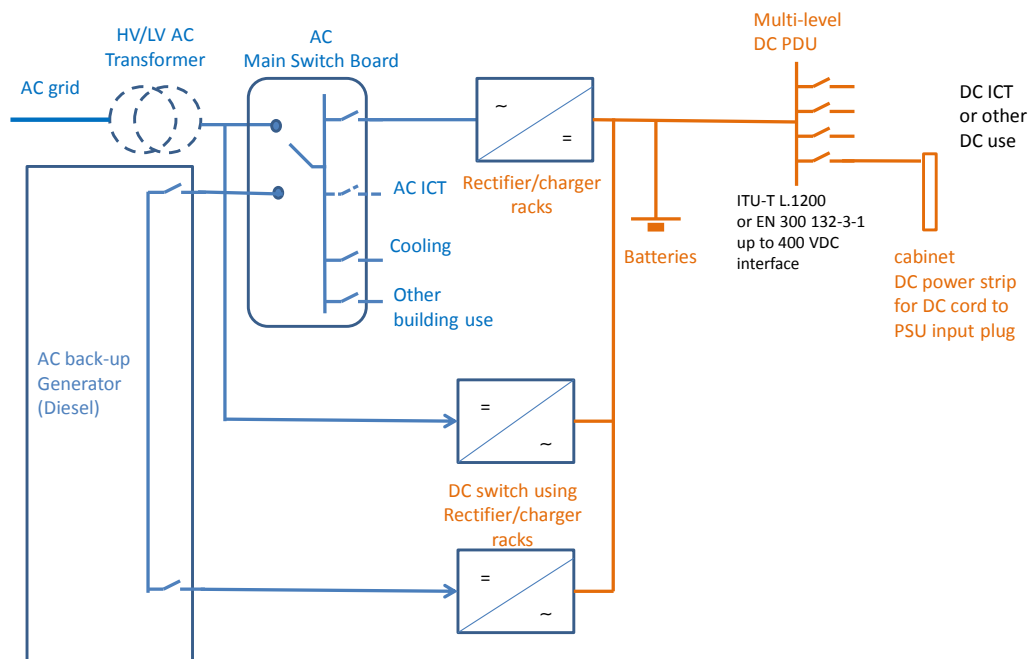 HV/LV AC
Transformer
AC
Main Switch Board
Multi-level
DC PDU
AC grid
DC ICT
or other
DC use
~
=
Rectifier/charger
racks
AC ICT
Cooling
Other
building use
Batteries
ITU-T L.1200
or EN 300 132-3-1
up to 400 VDC
interface
cabinet
DC power strip
for DC cord to
PSU input plug
AC back-up
Generator
(Diesel)
=
~
DC switch using
Rectifier/charger
racks
=
~